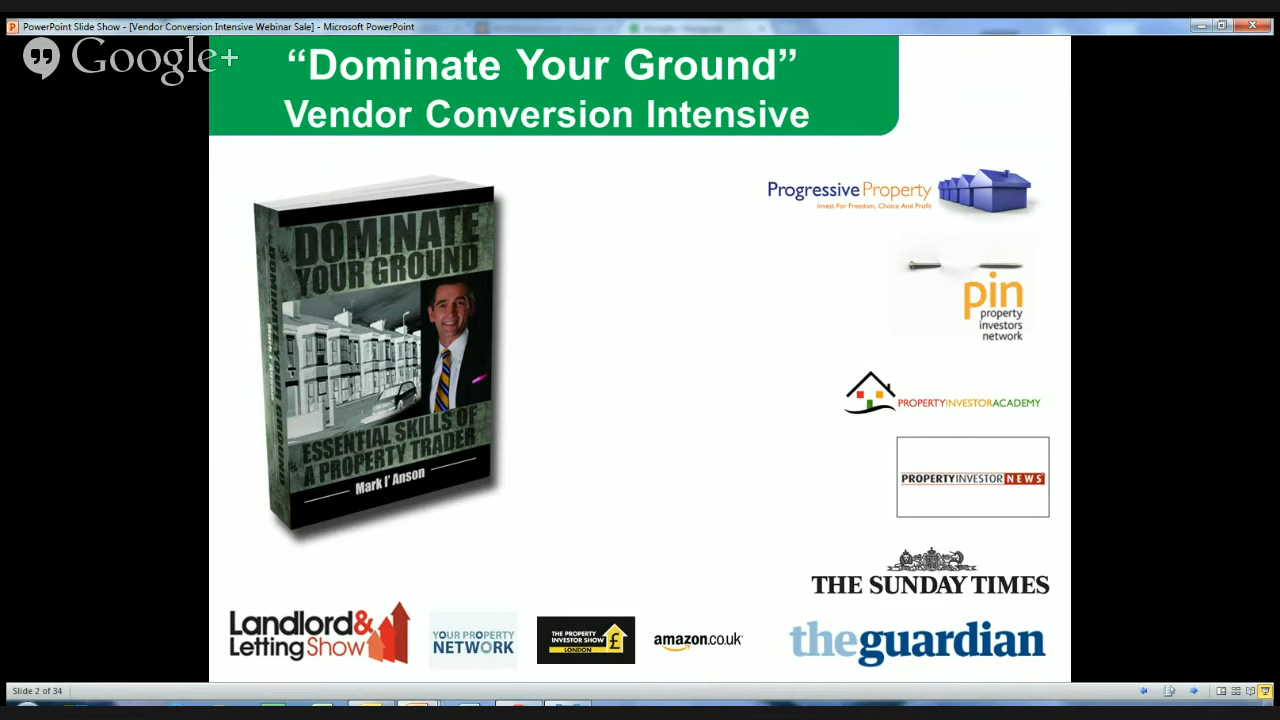 PowerPoint Slide Show - [Vendor Conversion Intensive Webinar Sale] - Microsoft PowerPoint
Google+
“Dominate Your Ground”
Vendor Conversion Intensive
DOMINATE
YOUR GROUND
ESSENTIAL SKILLS OF
A PROPERTY TRADER
Mark I' Anson
Progressive Property
Invest For Freedom, Choice And Profit
pin
property
investors
network
PROPERTYINVESTORACADEMY
PROPERTYINVESTOR NEWS
THE SUNDAY TIMES
theguardian
Landlord&
LettingShow
YOUR PROPERTY
NETWORK
THE PROPERTY
INVESTOR SHOW
LONDON
£
amazon.co.uk
Slide 2 of 34